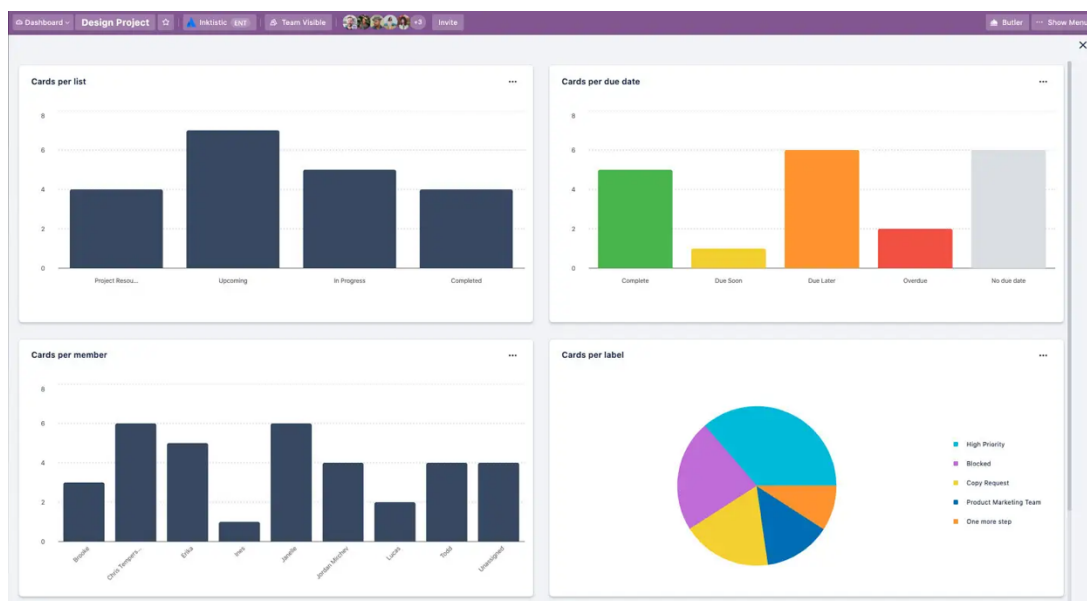 Dashboard Design Project Inktistic ENT Team Visible +3 Invite Butler ··· Show Menu
Cards per list
8
6
4
2
0
Project Resou... Upcoming In Progress Completed
Cards per due date
8
6
4
2
0
Complete Due Soon Due Later Overdue No due date
Cards per member
8
6
4
2
0
Brooke Chris Tempers... Erika Ines Janelle Jordan Mirchev Lucas Todd Unassigned
Cards per label
High Priority
Blocked
Copy Request
Product Marketing Team
One more step